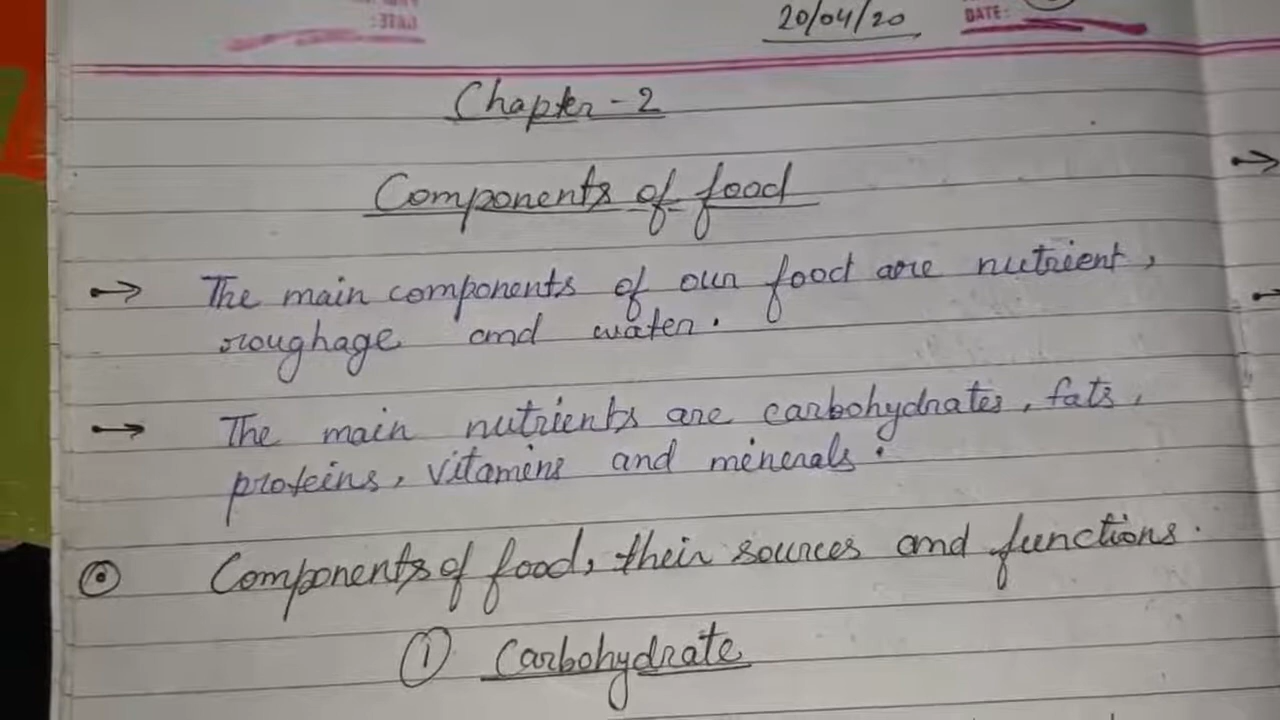 20/04/20
DATE:
Chapter - 2
Components of food
→ The main components of our food are nutrient,
roughage and water.
→ The main nutrients are carbohydrates, fats,
proteins, vitamins and minerals.
Components of food, their sources and functions.
① Carbohydrate